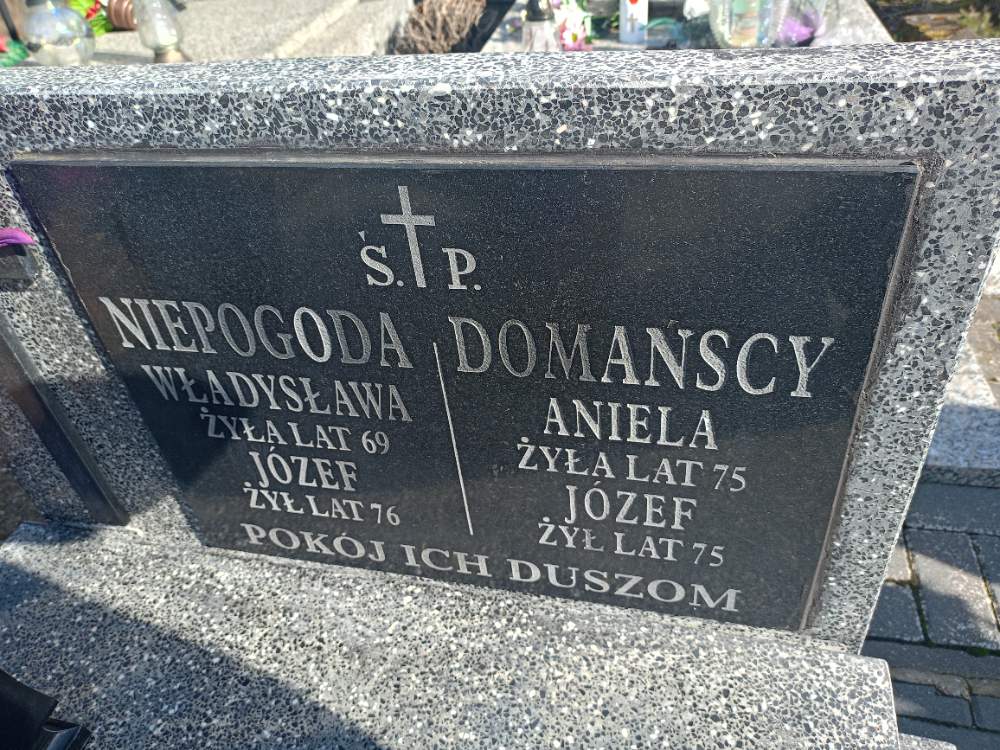 Ś. P.
NIEPOGODA
WŁADYSŁAWA
ŻYŁA LAT 69
JÓZEF
ŻYŁ LAT 76
DOMAŃSCY
ANIELA
ŻYŁA LAT 75
JÓZEF
ŻYŁ LAT 75
POKÓJ ICH DUSZOM